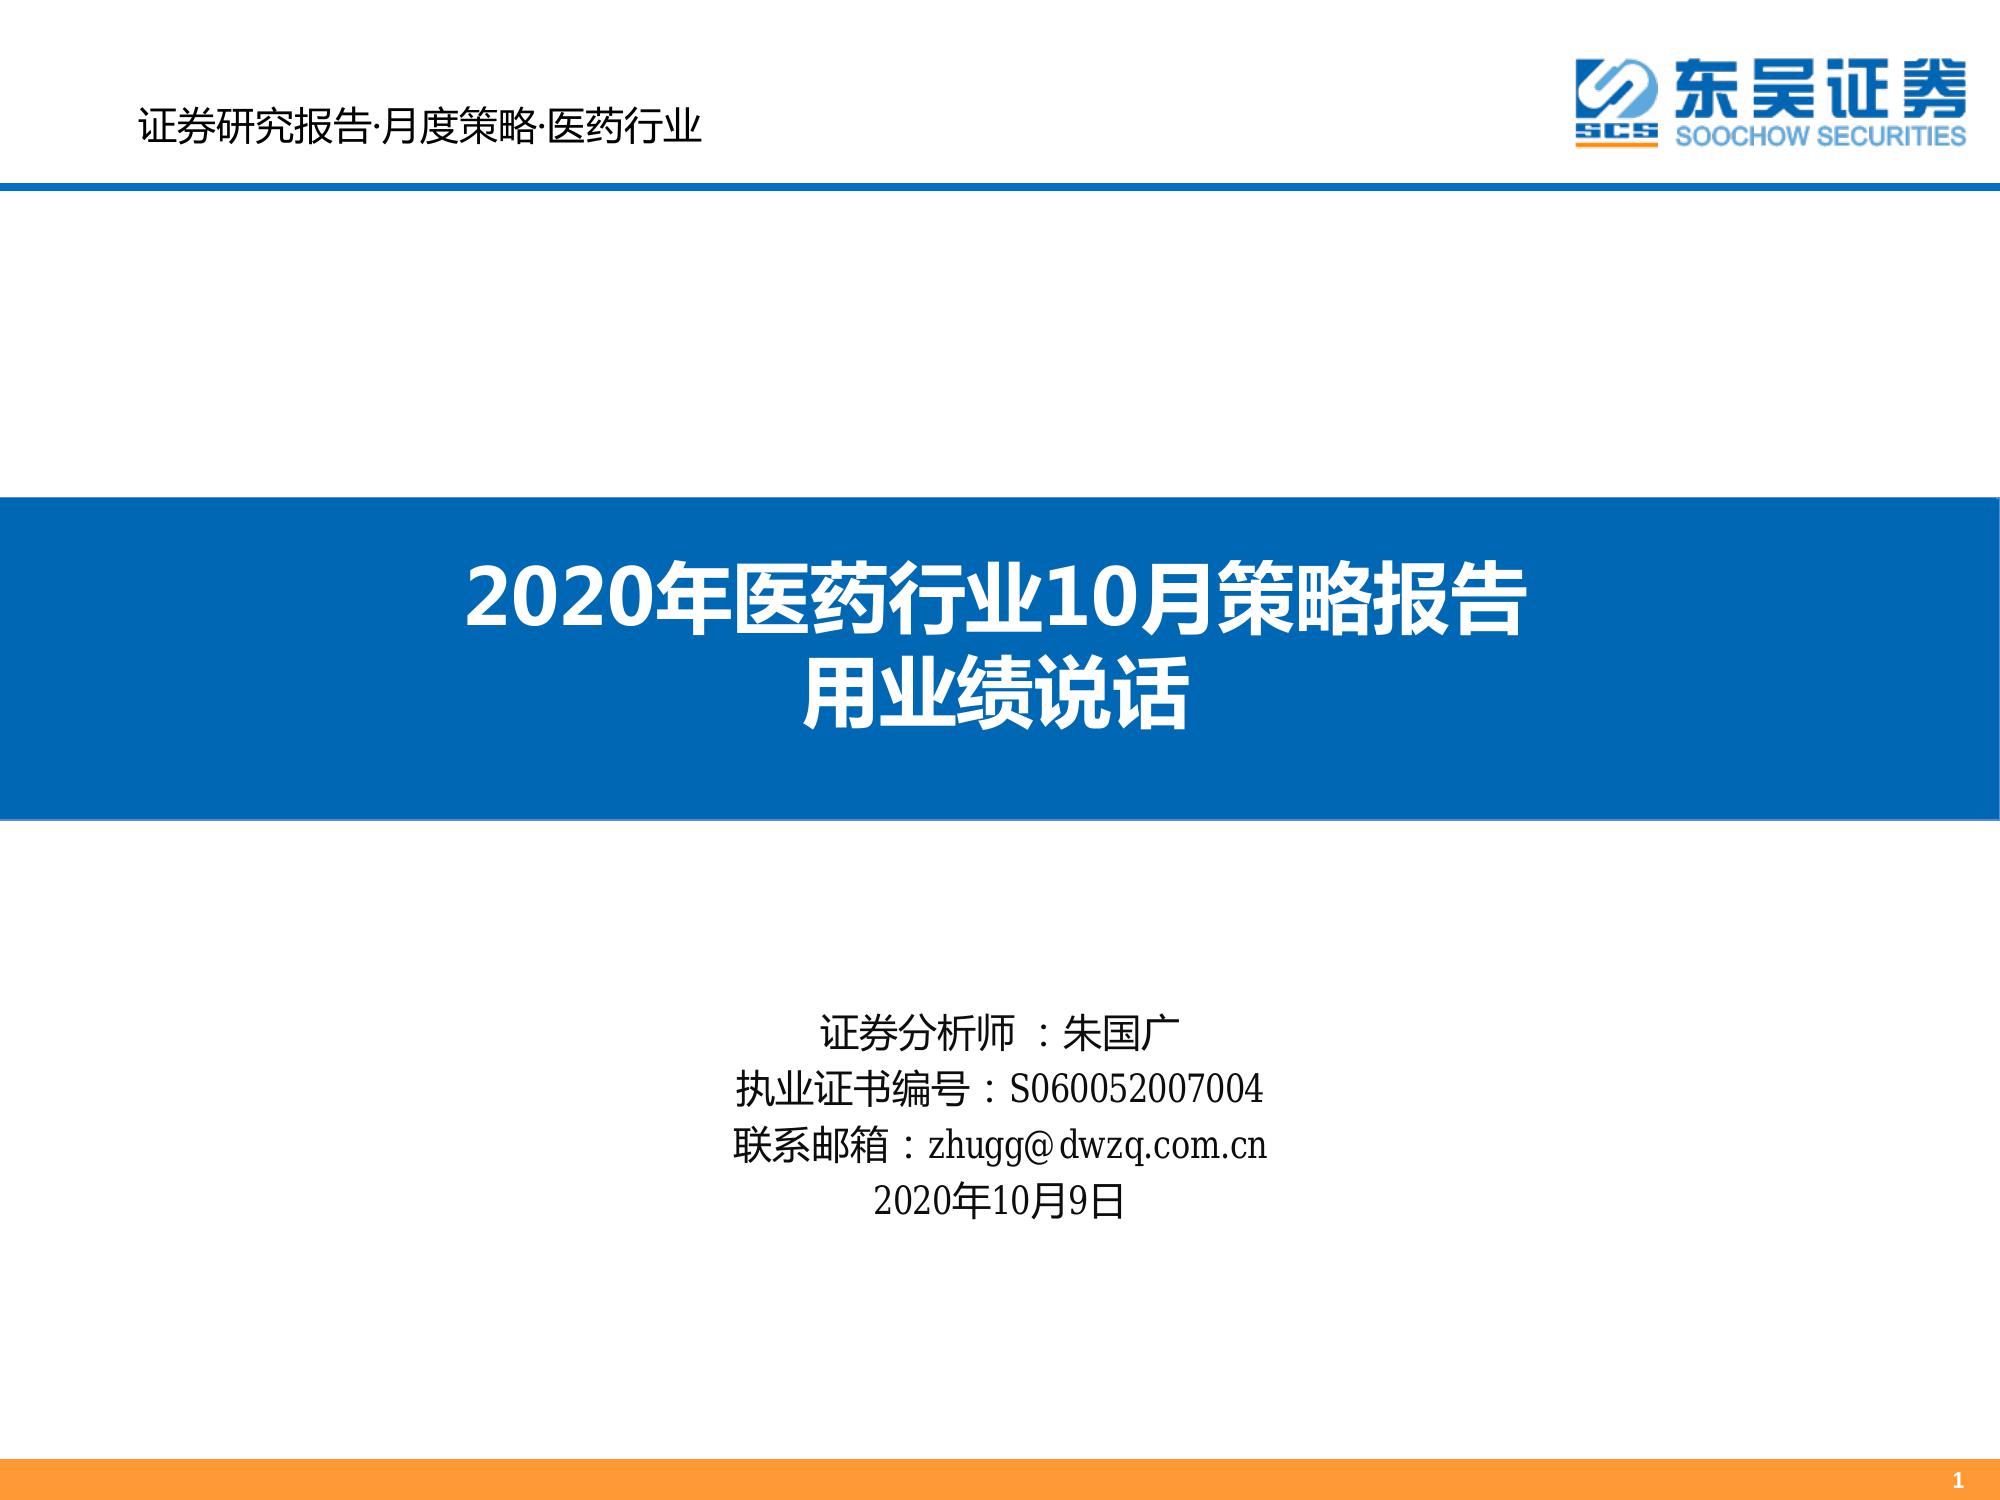 证券研究报告·月度策略·医药行业
SCS
东吴证券
SOOCHOW SECURITIES
2020年医药行业10月策略报告
用业绩说话
证券分析师 ：朱国广
执业证书编号：S060052007004
联系邮箱：zhugg@dwzq.com.cn
2020年10月9日
1